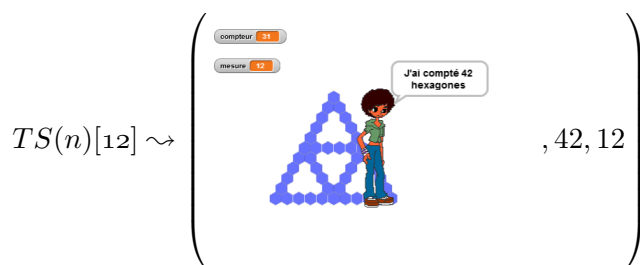 compteur 31
mesure 12
J'ai compté 42
hexagones
TS(n)[12] ⤳ ( , 42, 12